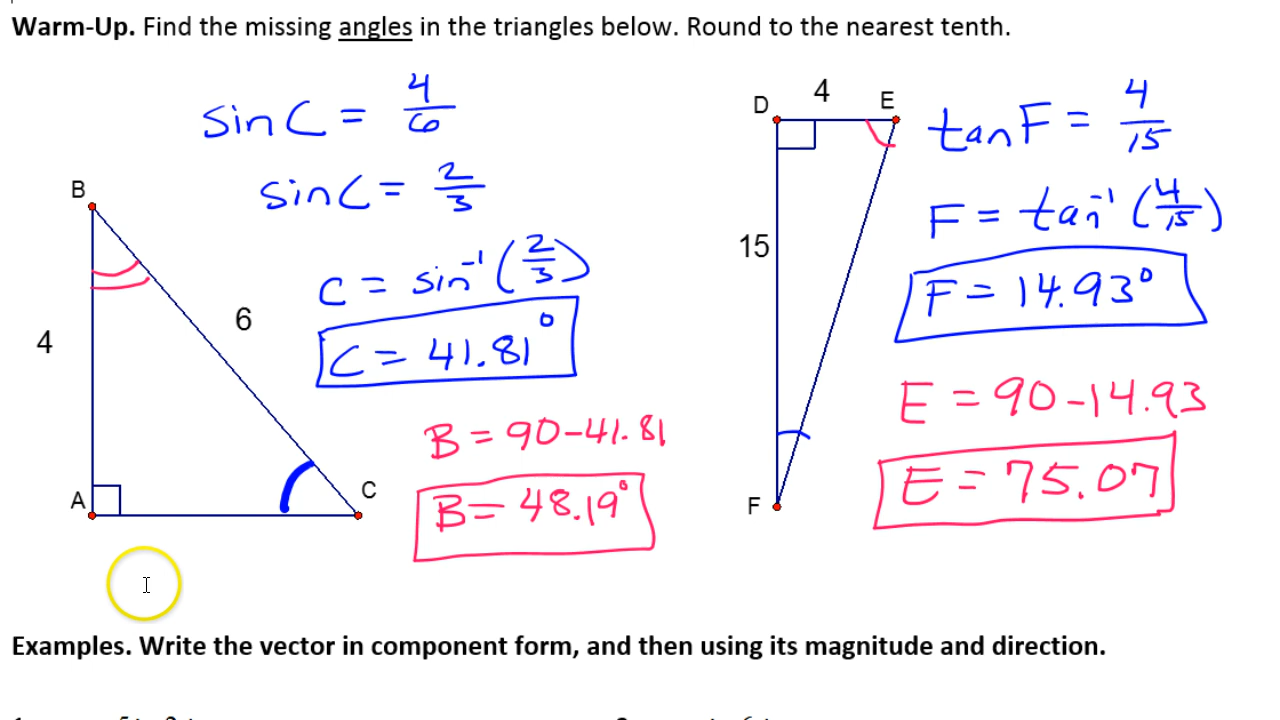 Warm-Up. Find the missing angles in the triangles below. Round to the nearest tenth.
sin C = 4/6
sin C = 2/3
C = sin⁻¹ (2/3)
C = 41.81°
B = 90 - 41.81
B = 48.19°
B
4
6
A
C
D
4
E
15
F
tan F = 4/15
F = tan⁻¹ (4/15)
F = 14.93°
E = 90 - 14.93
E = 75.07
Examples. Write the vector in component form, and then using its magnitude and direction.